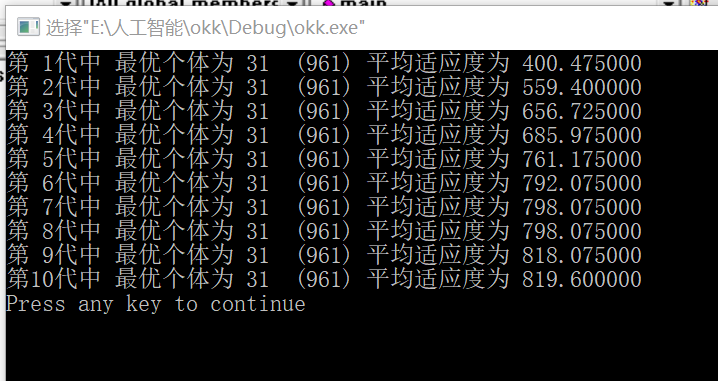 main
选择"E:\人工智能\okk\Debug\okk.exe"
第 1代中 最优个体为 31 (961) 平均适应度为 400.475000
第 2代中 最优个体为 31 (961) 平均适应度为 559.400000
第 3代中 最优个体为 31 (961) 平均适应度为 656.725000
第 4代中 最优个体为 31 (961) 平均适应度为 685.975000
第 5代中 最优个体为 31 (961) 平均适应度为 761.175000
第 6代中 最优个体为 31 (961) 平均适应度为 792.075000
第 7代中 最优个体为 31 (961) 平均适应度为 798.075000
第 8代中 最优个体为 31 (961) 平均适应度为 798.075000
第 9代中 最优个体为 31 (961) 平均适应度为 818.075000
第10代中 最优个体为 31 (961) 平均适应度为 819.600000
Press any key to continue